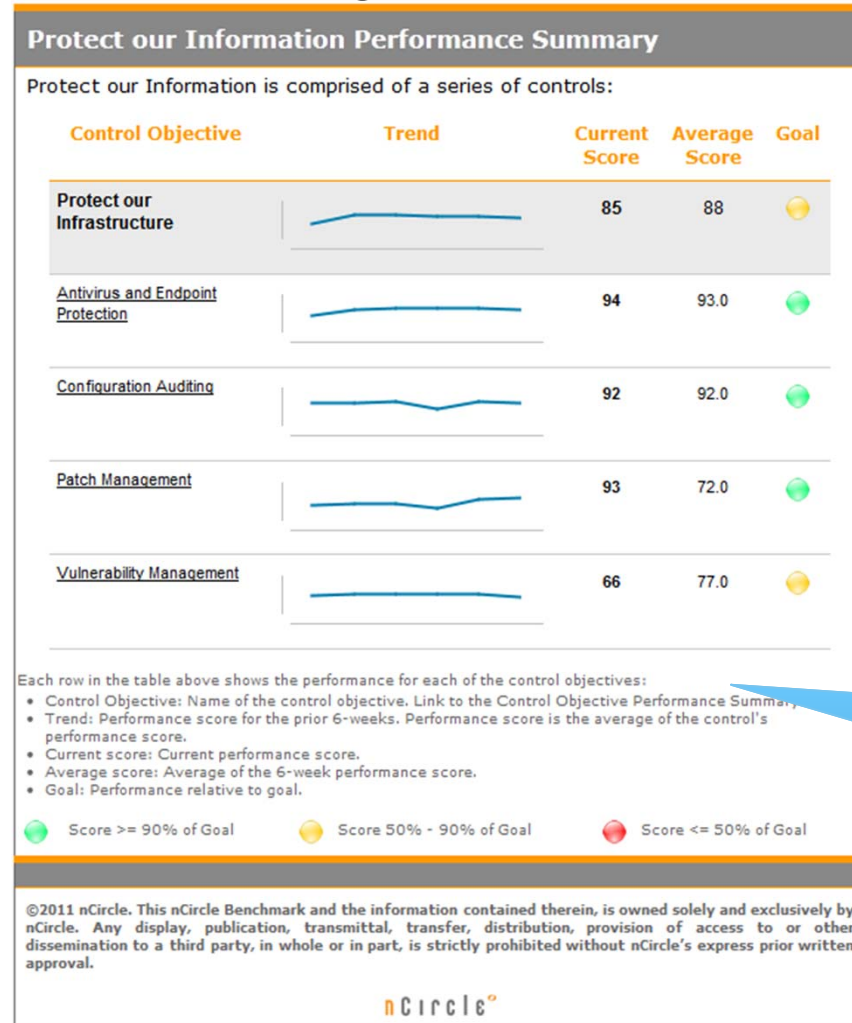 Protect our Information Performance Summary
Protect our Information is comprised of a series of controls:
Control Objective Trend Current Score Average Score Goal
Protect our Infrastructure 85 88
Antivirus and Endpoint Protection 94 93.0
Configuration Auditing 92 92.0
Patch Management 93 72.0
Vulnerability Management 66 77.0
Each row in the table above shows the performance for each of the control objectives:
• Control Objective: Name of the control objective. Link to the Control Objective Performance
• Trend: Performance score for the prior 6-weeks. Performance score is the average of the control's
performance score.
• Current score: Current performance score.
• Average score: Average of the 6-week performance score.
• Goal: Performance relative to goal.
Score >= 90% of Goal Score 50% - 90% of Goal Score <= 50% of Goal
©2011 nCircle. This nCircle Benchmark and the information contained therein, is owned solely and exclusively by
nCircle. Any display, publication, transmittal, transfer, distribution, provision of access to or other
dissemination to a third party, in whole or in part, is strictly prohibited without nCircle's express prior written
approval.
nCircle